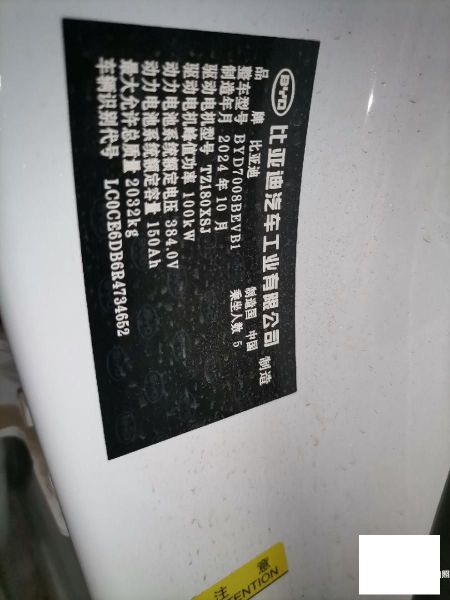 BYD 比亚迪汽车工业有限公司 制造
品牌 比亚迪 制造国 中国
整车型号 BYD7008BEVB1 乘坐人数 5
制造年月 2024年10月
驱动电机型号 TZ180XSJ
驱动电机峰值功率 100kW
动力电池系统额定电压 384.0V
动力电池系统额定容量 150Ah
最大允许总质量 2032kg
车辆识别代号 LC0CE6DB6R4734652
注意
ATTENTION
拍照